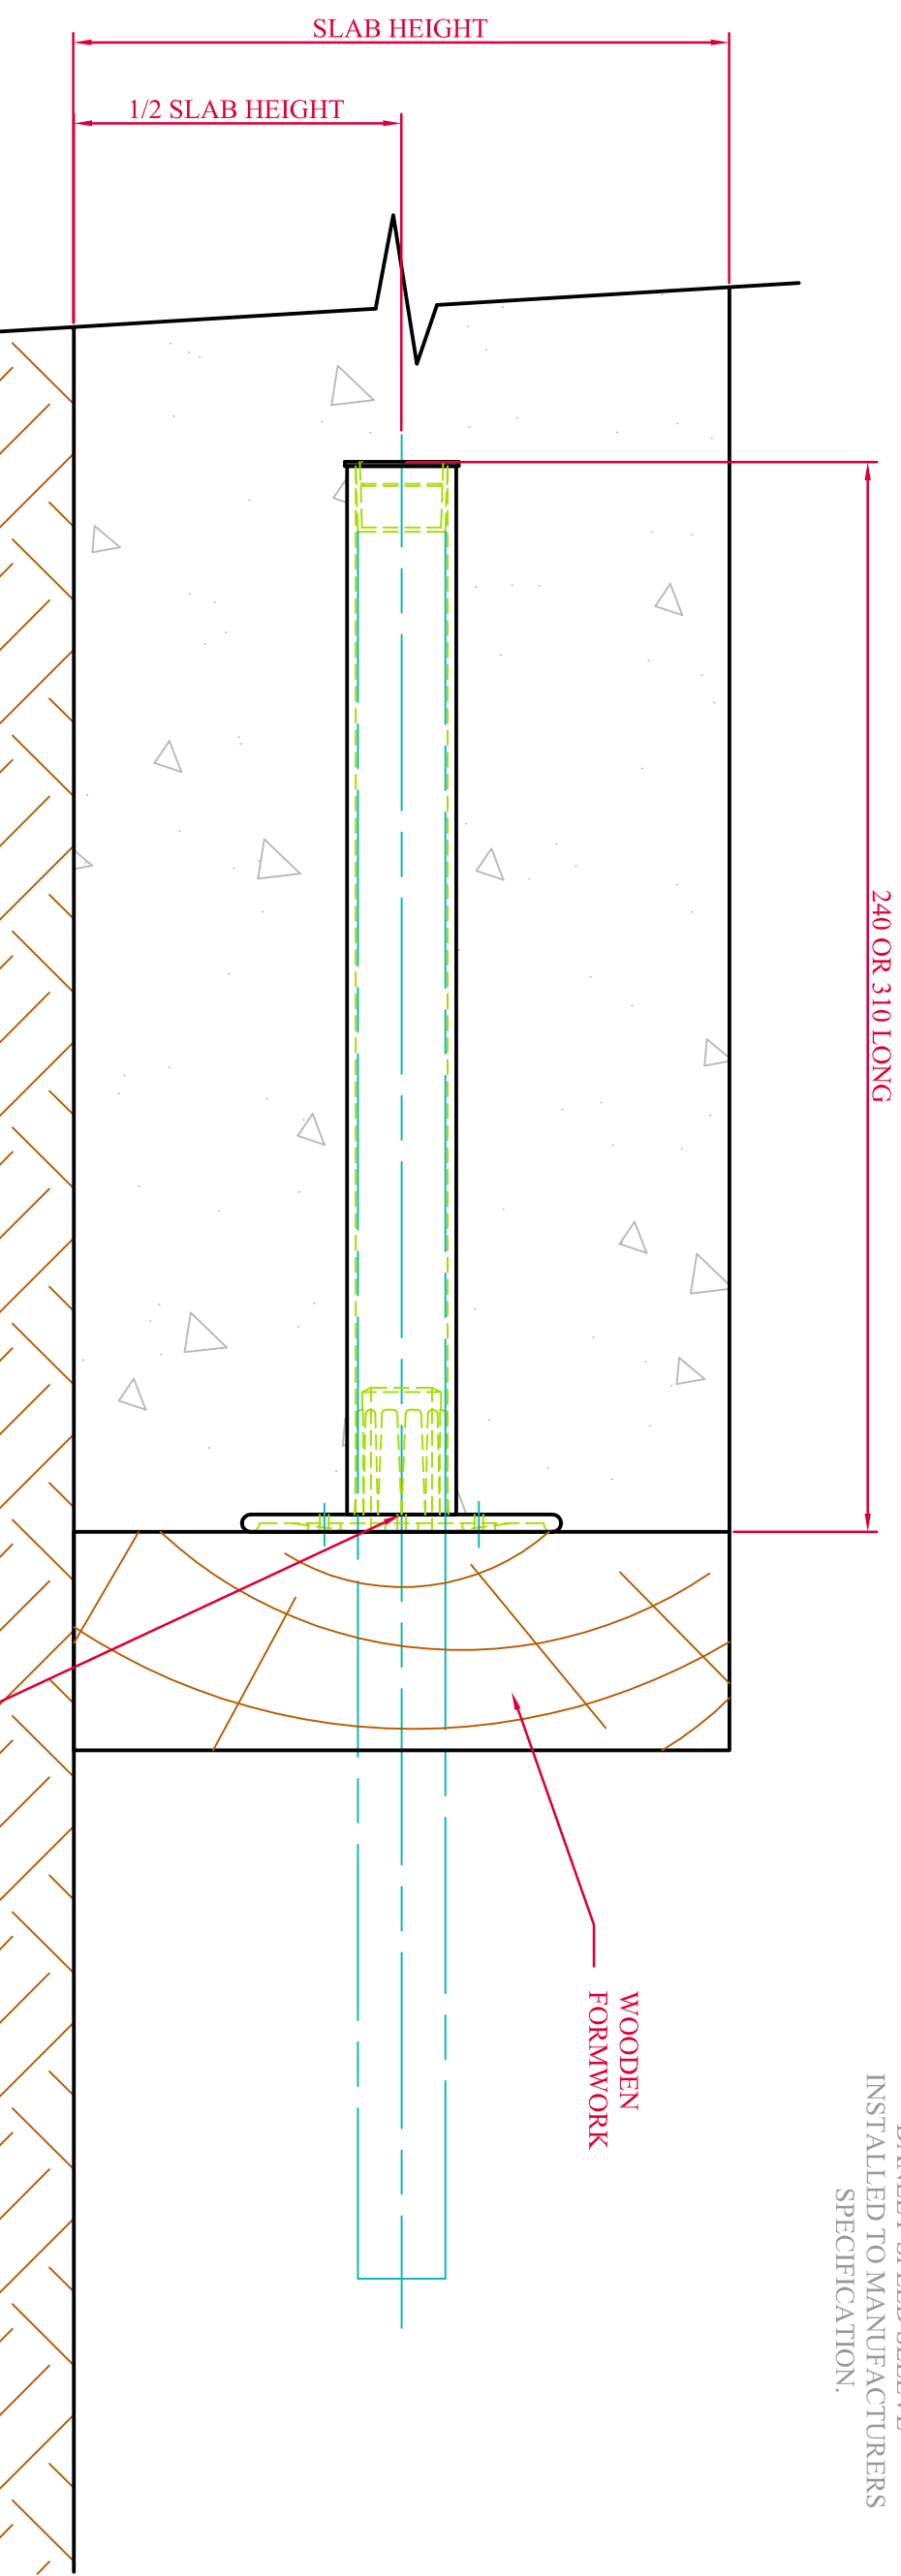 SLAB HEIGHT
1/2 SLAB HEIGHT
240 OR 310 LONG
WOODEN
FORMWORK
INSTALLED TO MANUFACTURERS
SPECIFICATION.